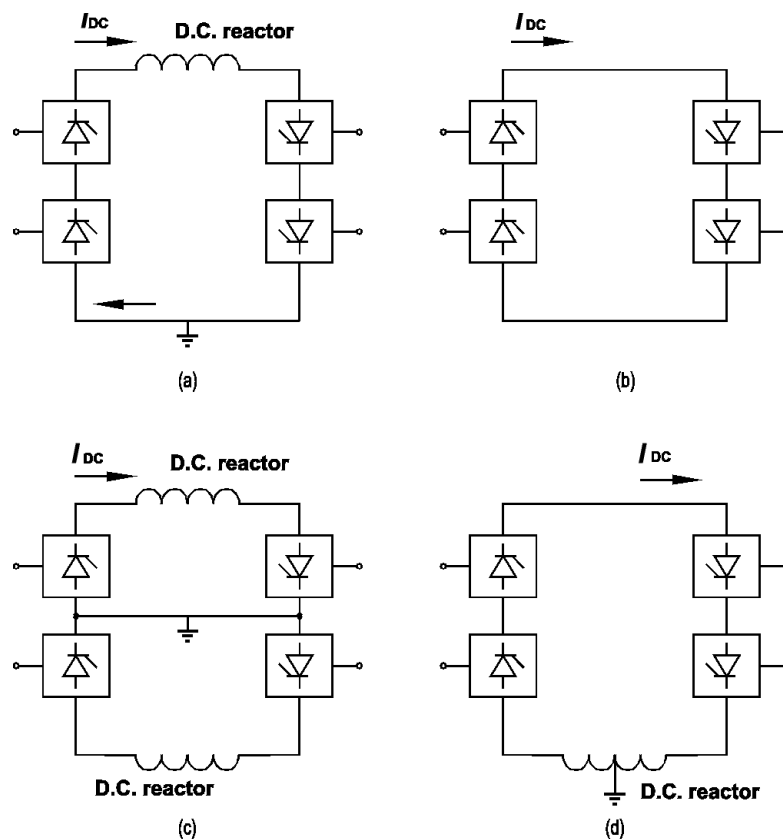 IDC
D.C. reactor
IDC
(a)
(b)
IDC
D.C. reactor
IDC
D.C. reactor
D.C. reactor
(c)
(d)